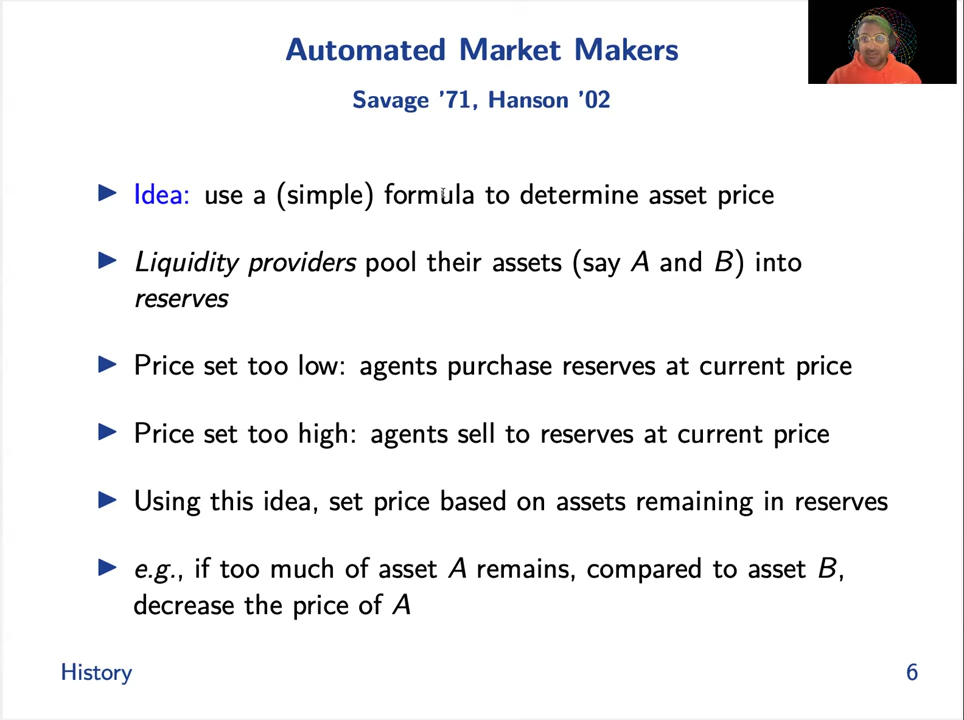 Automated Market Makers
Savage ’71, Hanson ’02
▶ Idea: use a (simple) formula to determine asset price
▶ Liquidity providers pool their assets (say A and B) into
reserves
▶ Price set too low: agents purchase reserves at current price
▶ Price set too high: agents sell to reserves at current price
▶ Using this idea, set price based on assets remaining in reserves
▶ e.g., if too much of asset A remains, compared to asset B,
decrease the price of A
History
6